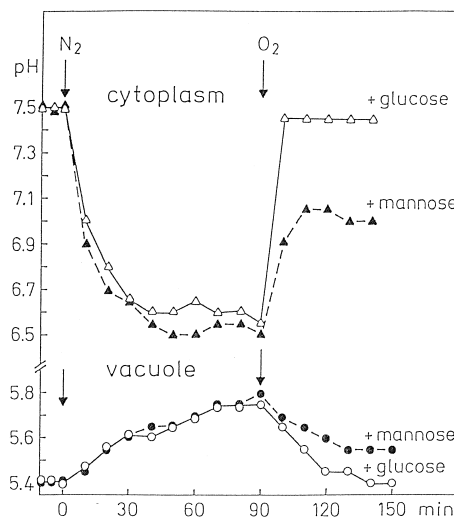 N₂
O₂
pH
cytoplasm
+ glucose
+ mannose
7.5
7.3
7.1
6.9
6.7
6.5
vacuole
5.8
5.6
5.4
+ mannose
+ glucose
0 30 60 90 120 150 min